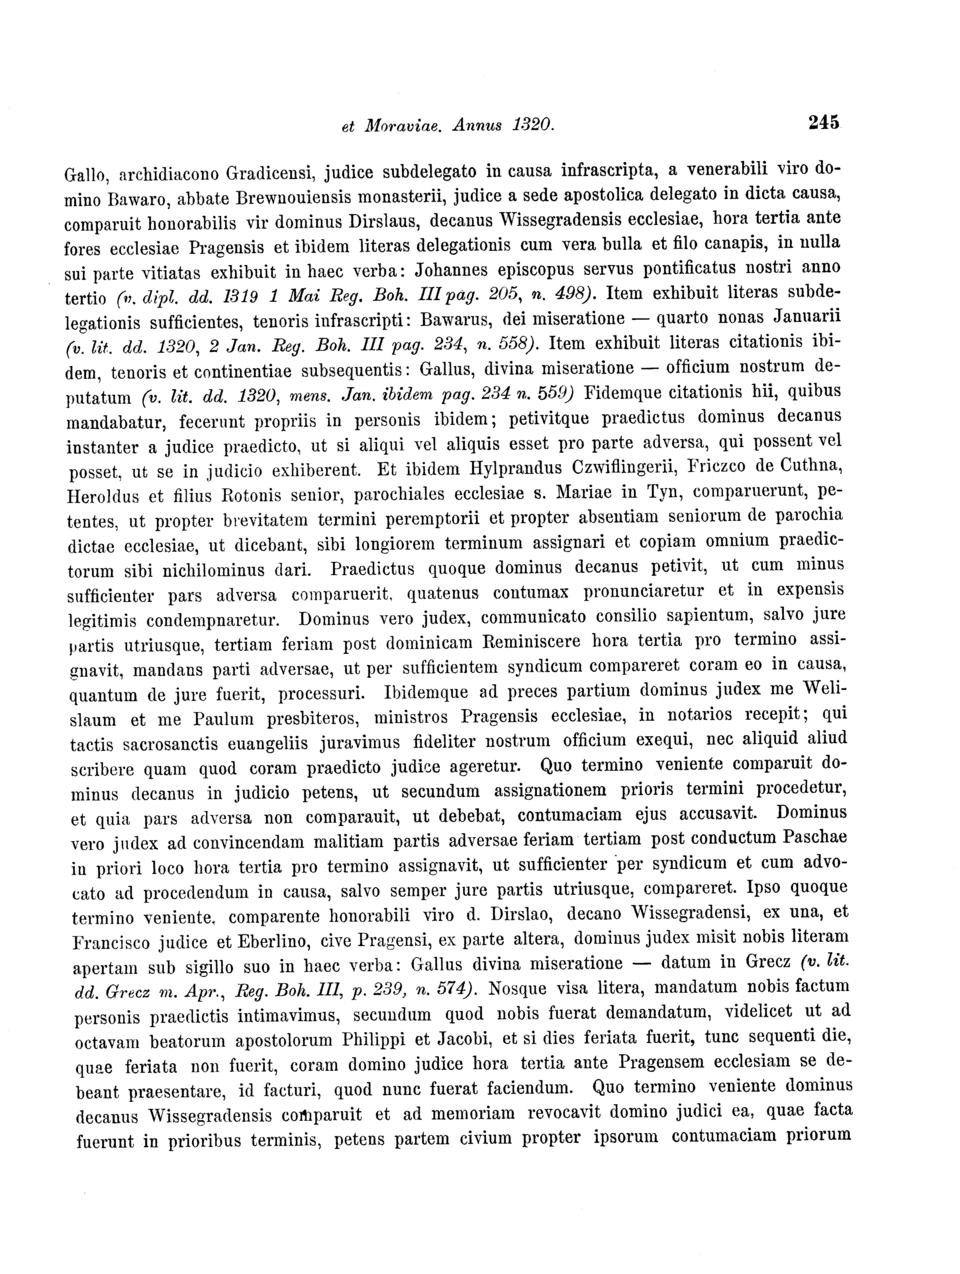 et Moraviae. Annus 1320. 245
Gallo, archidiacono Gradicensi, judice subdelegato in causa infrascripta, a venerabili viro do-
mino Bawaro, abbate Brewnouiensis monasterii, judice a sede apostolica delegato in dicta causa,
comparuit honorabilis vir dominus Dirslaus, decanus Wissegradensis ecclesiae, hora tertia ante
fores ecclesiae Pragensis et ibidem literas delegationis cum vera bulla et filo canapis, in nulla
sui parte vitiatas exhibuit in haec verba: Johannes episcopus servus pontificatus nostri anno
tertio (v. dipl. dd. 1319 1 Mai Reg. Boh. III pag. 205, n. 498). Item exhibuit literas subde-
legationis sufficientes, tenoris infrascripti: Bawarus, dei miseratione — quarto nonas Januarii
(v. lit. dd. 1320, 2 Jan. Reg. Boh. III pag. 234, n. 558). Item exhibuit literas citationis ibi-
dem, tenoris et continentiae subsequentis: Gallus, divina miseratione — officium nostrum de-
putatum (v. lit. dd. 1320, mens. Jan. ibidem pag. 234 n. 559) Fidemque citationis hii, quibus
mandabatur, fecerunt propriis in personis ibidem; petivitque praedictus dominus decanus
instanter a judice praedicto, ut si aliqui vel aliquis esset pro parte adversa, qui possent vel
posset, ut se in judicio exhiberent. Et ibidem Hylprandus Czwiflingerii, Friczco de Cuthna,
Heroldus et filius Rotonis senior, parochiales ecclesiae s. Mariae in Tyn, comparuerunt, pe-
tentes, ut propter brevitatem termini peremptorii et propter absentiam seniorum de parochia
dictae ecclesiae, ut dicebant, sibi longiorem terminum assignari et copiam omnium praedic-
torum sibi nichilominus dari. Praedictus quoque dominus decanus petivit, ut cum minus
sufficienter pars adversa comparuerit, quatenus contumax pronunciaretur et in expensis
legitimis condempnaretur. Dominus vero judex, communicato consilio sapientum, salvo jure
partis utriusque, tertiam feriam post dominicam Reminiscere hora tertia pro termino assi-
gnavit, mandans parti adversae, ut per sufficientem syndicum compareret coram eo in causa,
quantum de jure fuerit, processuri. Ibidemque ad preces partium dominus judex me Weli-
slaum et me Paulum presbiteros, ministros Pragensis ecclesiae, in notarios recepit; qui
tactis sacrosanctis euangeliis juravimus fideliter nostrum officium exequi, nec aliquid aliud
scribere quam quod coram praedicto judice ageretur. Quo termino veniente comparuit do-
minus decanus in judicio petens, ut secundum assignationem prioris termini procedetur,
et quia pars adversa non comparauit, ut debebat, contumaciam ejus accusavit. Dominus
vero judex ad convincendam malitiam partis adversae feriam tertiam post conductum Paschae
in priori loco hora tertia pro termino assignavit, ut sufficienter per syndicum et cum advo-
cato ad procedendum in causa, salvo semper jure partis utriusque, compareret. Ipso quoque
termino veniente, comparente honorabili viro d. Dirslao, decano Wissegradensi, ex una, et
Francisco judice et Eberlino, cive Pragensi, ex parte altera, dominus judex misit nobis literam
apertam sub sigillo suo in haec verba: Gallus divina miseratione — datum in Grecz (v. lit.
dd. Grecz m. Apr., Reg. Boh. III, p. 239, n. 574). Nosque visa litera, mandatum nobis factum
personis praedictis intimavimus, secundum quod nobis fuerat demandatum, videlicet ut ad
octavam beatorum apostolorum Philippi et Jacobi, et si dies feriata fuerit, tunc sequenti die,
quae feriata non fuerit, coram domino judice hora tertia ante Pragensem ecclesiam se de-
beant praesentare, id facturi, quod nunc fuerat faciendum. Quo termino veniente dominus
decanus Wissegradensis comparuit et ad memoriam revocavit domino judici ea, quae facta
fuerunt in prioribus terminis, petens partem civium propter ipsorum contumaciam priorum